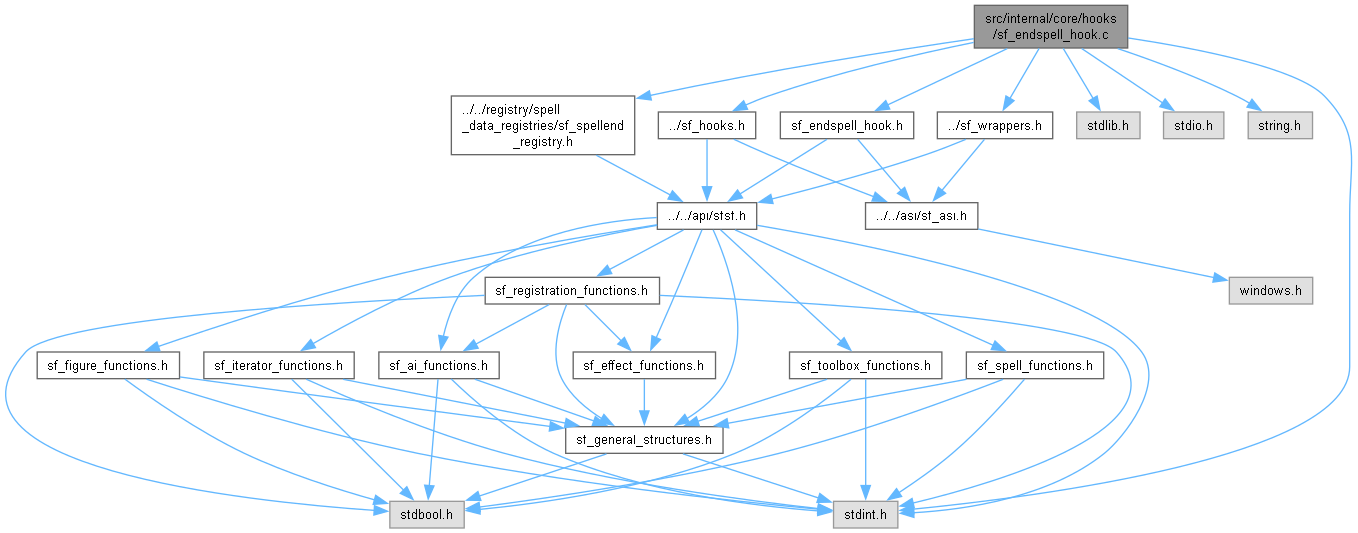 src/internal/core/hooks
/sf_endspell_hook.c
../../registry/spell
_data_registries/sf_spellend
_registry.h
../sf_hooks.h
sf_endspell_hook.h
../sf_wrappers.h
stdlib.h
stdio.h
string.h
../../api/sfsf.h
../../asi/sf_asi.h
sf_registration_functions.h
windows.h
sf_figure_functions.h
sf_iterator_functions.h
sf_ai_functions.h
sf_effect_functions.h
sf_toolbox_functions.h
sf_spell_functions.h
sf_general_structures.h
stdbool.h
stdint.h